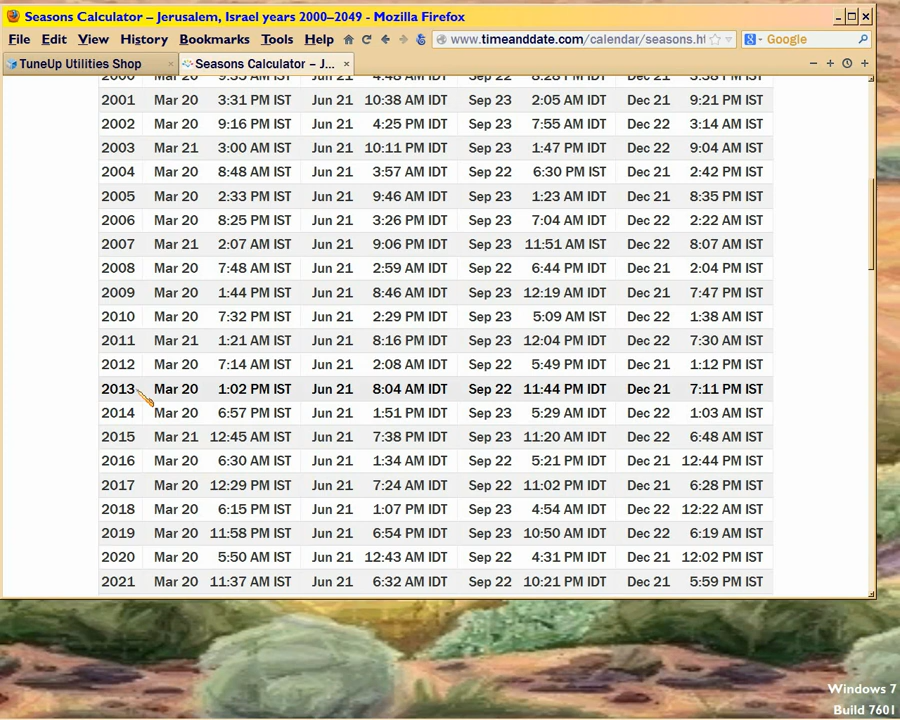 Seasons Calculator – Jerusalem, Israel years 2000–2049 - Mozilla Firefox
File Edit View History Bookmarks Tools Help www.timeanddate.com/calendar/seasons.ht Google
TuneUp Utilities Shop × Seasons Calculator – J... ×
2000 Mar 20 9:35 AM IST Jun 21 4:48 AM IDT Sep 22 8:28 PM IDT Dec 21 3:38 PM IST
2001 Mar 20 3:31 PM IST Jun 21 10:38 AM IDT Sep 23 2:05 AM IDT Dec 21 9:21 PM IST
2002 Mar 20 9:16 PM IST Jun 21 4:25 PM IDT Sep 23 7:55 AM IDT Dec 22 3:14 AM IST
2003 Mar 21 3:00 AM IST Jun 21 10:11 PM IDT Sep 23 1:47 PM IDT Dec 22 9:04 AM IST
2004 Mar 20 8:48 AM IST Jun 21 3:57 AM IDT Sep 22 6:30 PM IST Dec 21 2:42 PM IST
2005 Mar 20 2:33 PM IST Jun 21 9:46 AM IDT Sep 23 1:23 AM IDT Dec 21 8:35 PM IST
2006 Mar 20 8:25 PM IST Jun 21 3:26 PM IDT Sep 23 7:04 AM IDT Dec 22 2:22 AM IST
2007 Mar 21 2:07 AM IST Jun 21 9:06 PM IDT Sep 23 11:51 AM IST Dec 22 8:07 AM IST
2008 Mar 20 7:48 AM IST Jun 21 2:59 AM IDT Sep 22 6:44 PM IDT Dec 21 2:04 PM IST
2009 Mar 20 1:44 PM IST Jun 21 8:46 AM IDT Sep 23 12:19 AM IDT Dec 21 7:47 PM IST
2010 Mar 20 7:32 PM IST Jun 21 2:29 PM IDT Sep 23 5:09 AM IST Dec 22 1:38 AM IST
2011 Mar 21 1:21 AM IST Jun 21 8:16 PM IDT Sep 23 12:04 PM IDT Dec 22 7:30 AM IST
2012 Mar 20 7:14 AM IST Jun 21 2:08 AM IDT Sep 22 5:49 PM IDT Dec 21 1:12 PM IST
2013 Mar 20 1:02 PM IST Jun 21 8:04 AM IDT Sep 22 11:44 PM IDT Dec 21 7:11 PM IST
2014 Mar 20 6:57 PM IST Jun 21 1:51 PM IDT Sep 23 5:29 AM IDT Dec 22 1:03 AM IST
2015 Mar 21 12:45 AM IST Jun 21 7:38 PM IDT Sep 23 11:20 AM IDT Dec 22 6:48 AM IST
2016 Mar 20 6:30 AM IST Jun 21 1:34 AM IDT Sep 22 5:21 PM IDT Dec 21 12:44 PM IST
2017 Mar 20 12:29 PM IST Jun 21 7:24 AM IDT Sep 22 11:02 PM IDT Dec 21 6:28 PM IST
2018 Mar 20 6:15 PM IST Jun 21 1:07 PM IDT Sep 23 4:54 AM IDT Dec 22 12:22 AM IST
2019 Mar 20 11:58 PM IST Jun 21 6:54 PM IDT Sep 23 10:50 AM IDT Dec 22 6:19 AM IST
2020 Mar 20 5:50 AM IST Jun 21 12:43 AM IDT Sep 22 4:31 PM IDT Dec 21 12:02 PM IST
2021 Mar 20 11:37 AM IST Jun 21 6:32 AM IDT Sep 22 10:21 PM IDT Dec 21 5:59 PM IST
Windows 7
Build 7601